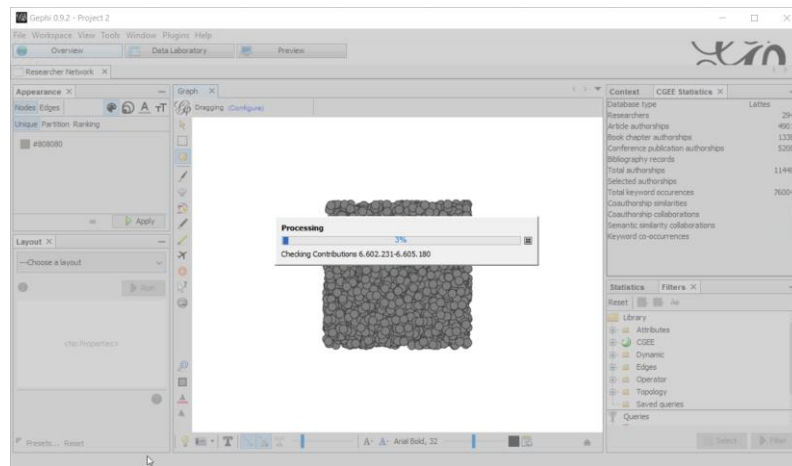 Gephi 0.9.2 - Project 2
File Workspace View Tools Window Plugins Help
Overview Data Laboratory Preview
Researcher Network
Appearance
Nodes Edges
Unique Partition Ranking
#808080
Apply
Layout
---Choose a layout
Run
<No Properties>
Presets... Reset
Graph
Dragging (Configure)
Processing
3%
Checking Contributions 6.602.231-6.605.180
A- A- Arial Bold, 32
Context CGEE Statistics
Database type Lattes
Researchers
Article authorships
Book chapter authorships
Conference publication authorships
Bibliography records
Total authorships
Selected authorships
Total keyword occurences
Coauthorship similarities
Coauthorship collaborations
Semantic similarity collaborations
Keyword co-occurrences
Statistics Filters
Reset
Library
Attributes
CGEE
Dynamic
Edges
Operator
Topology
Saved queries
Queries
Select Filter